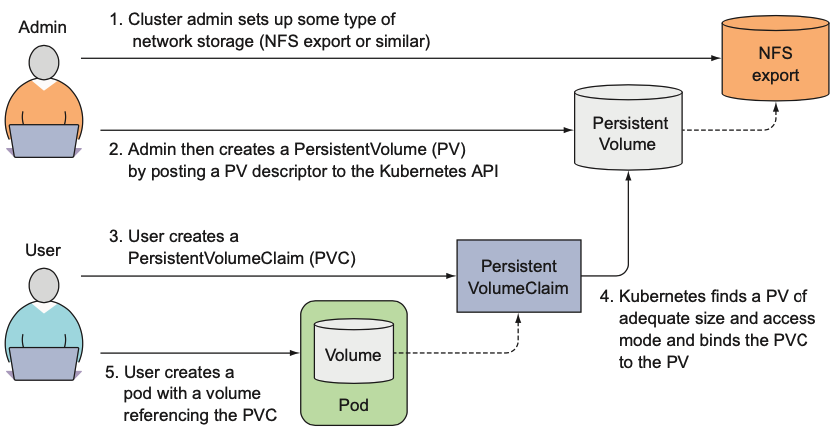 Admin
1. Cluster admin sets up some type of
network storage (NFS export or similar)
NFS
export
Persistent
Volume
2. Admin then creates a PersistentVolume (PV)
by posting a PV descriptor to the Kubernetes API
User
3. User creates a
PersistentVolumeClaim (PVC)
Persistent
VolumeClaim
4. Kubernetes finds a PV of
adequate size and access
mode and binds the PVC
to the PV
Volume
Pod
5. User creates a
pod with a volume
referencing the PVC